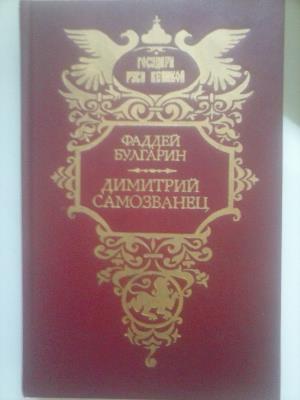 ГОСУДАРИ
РУСИ ВЕЛИКОЙ
ФАДДЕЙ
БУЛГАРИН
ДИМИТРИЙ
САМОЗВАНЕЦ